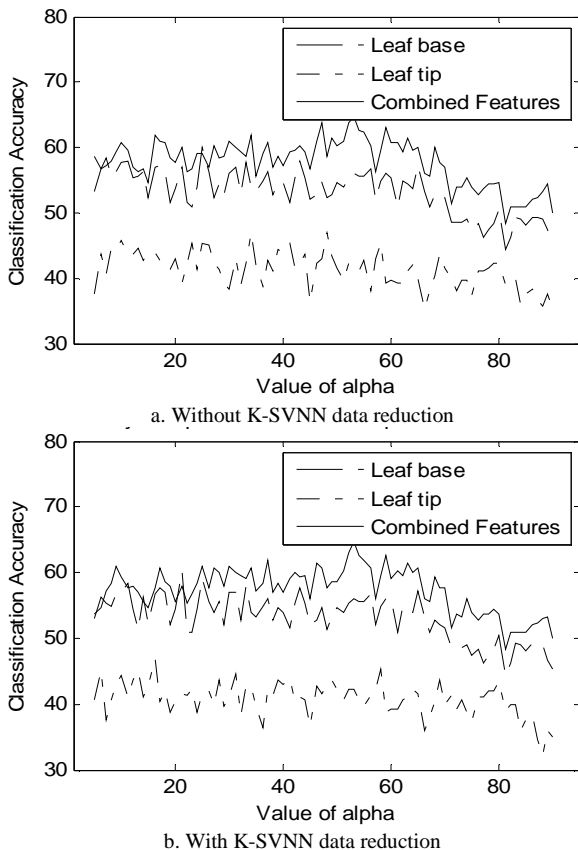 80
70
60
50
40
30
Classification Accuracy
Leaf base
Leaf tip
Combined Features
20
40
60
80
Value of alpha
a. Without K-SVNN data reduction
80
70
60
50
40
30
Classification Accuracy
Leaf base
Leaf tip
Combined Features
20
40
60
80
Value of alpha
b. With K-SVNN data reduction